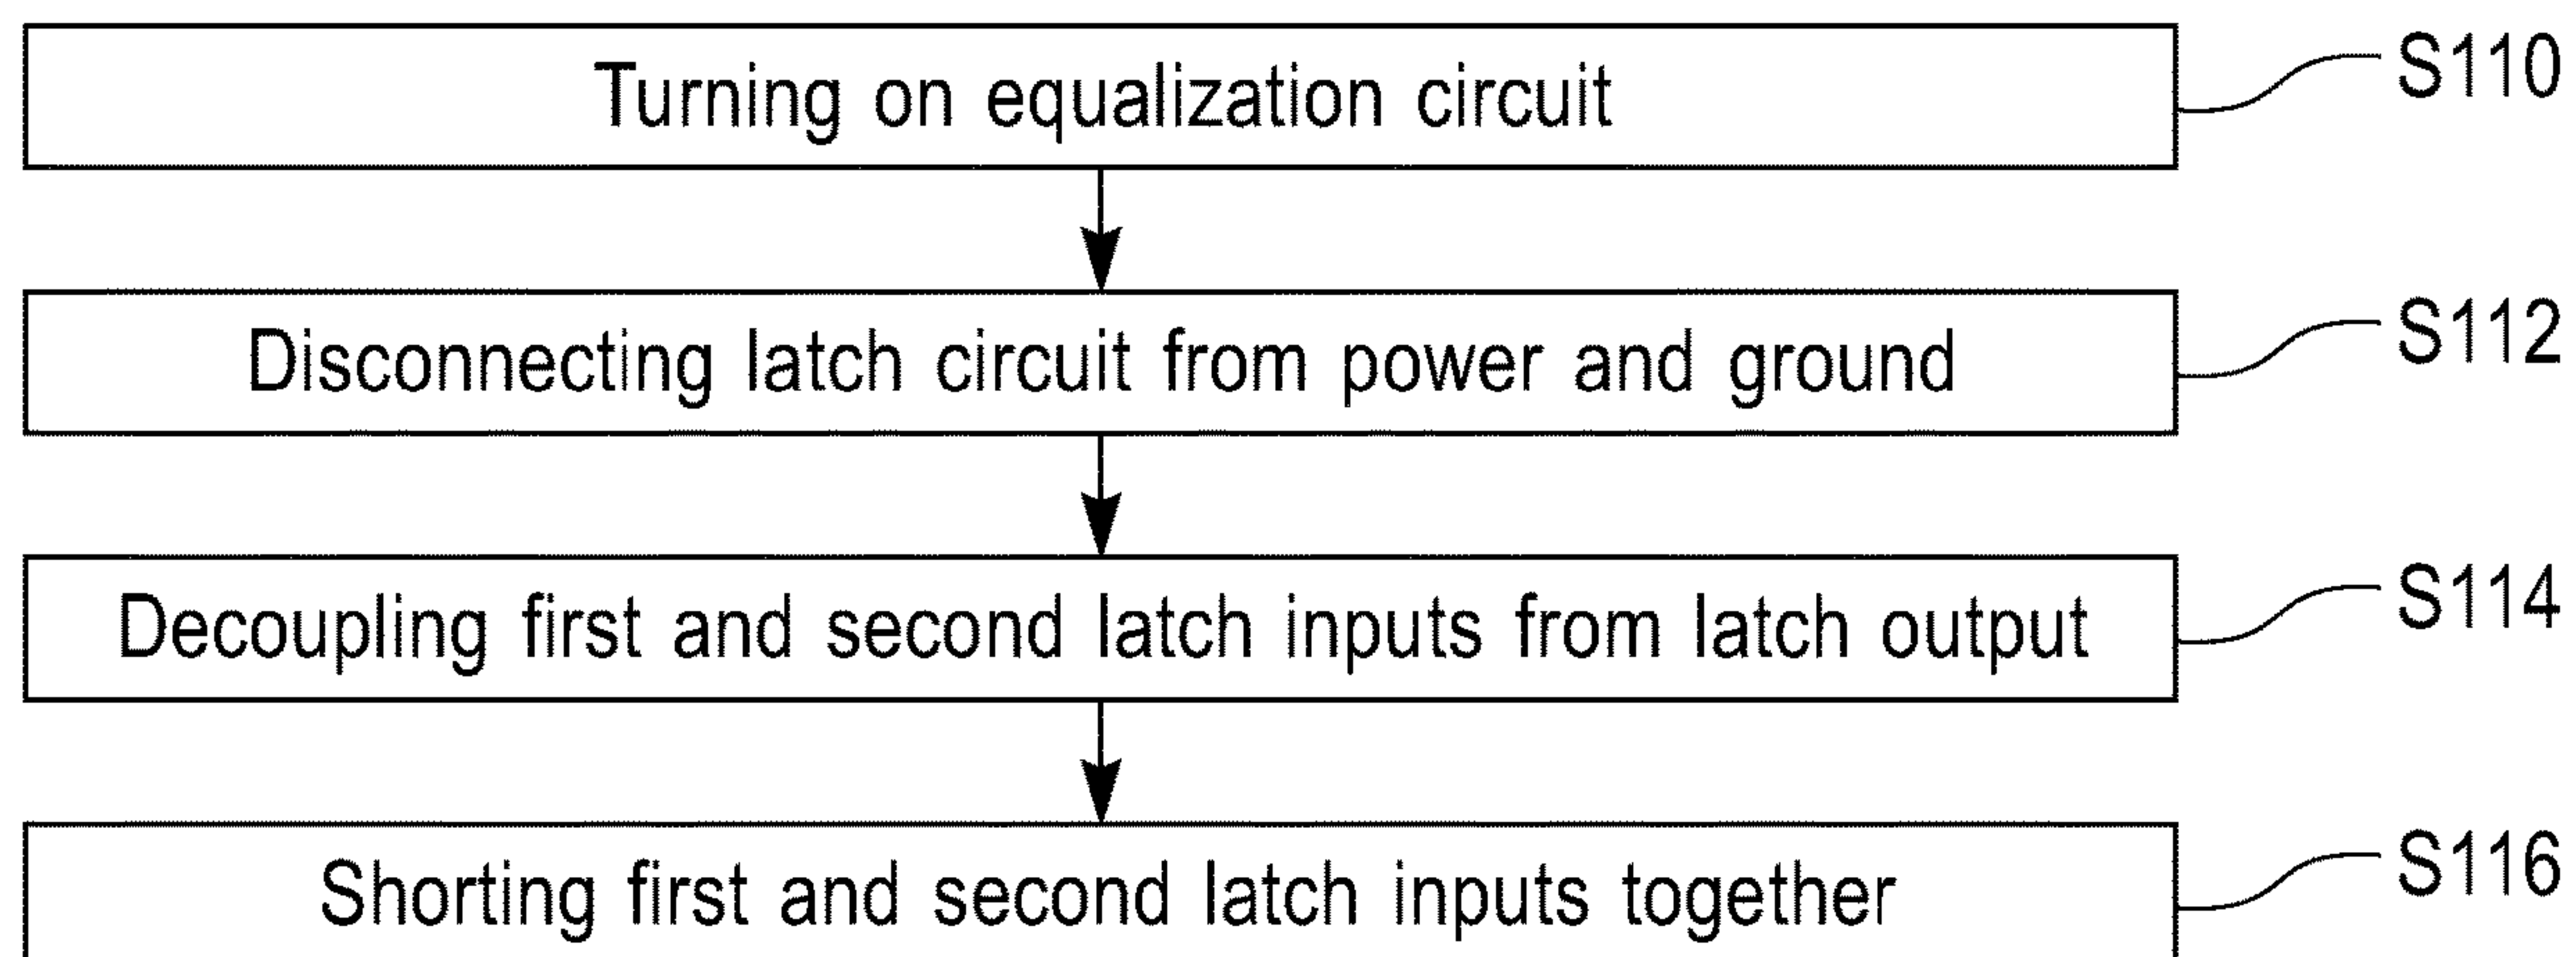 Turning on equalization circuit S110
Disconnecting latch circuit from power and ground S112
Decoupling first and second latch inputs from latch output S114
Shorting first and second latch inputs together S116